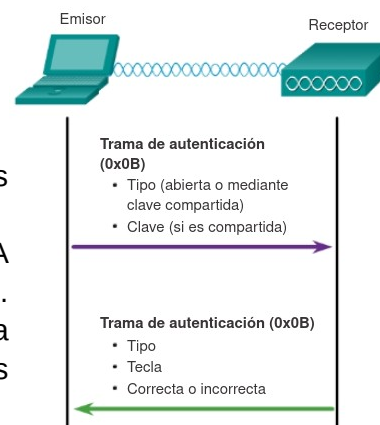 Emisor
Receptor
Trama de autenticación
(0x0B)
• Tipo (abierta o mediante
clave compartida)
• Clave (si es compartida)
s
A
.
a
s
Trama de autenticación (0x0B)
• Tipo
• Tecla
• Correcta o incorrecta